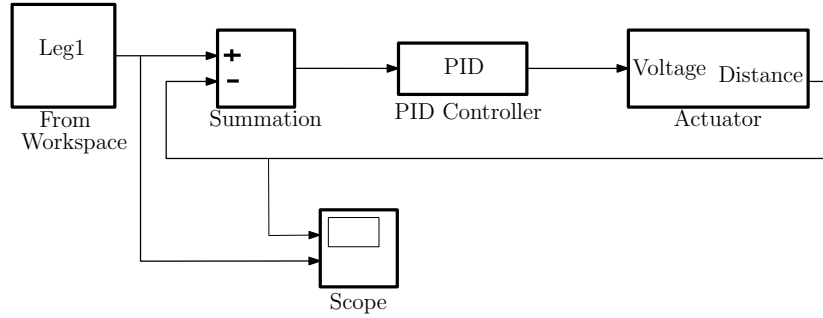 Leg1
From
Workspace
+
−
Summation
PID
PID Controller
Voltage
Distance
Actuator
Scope